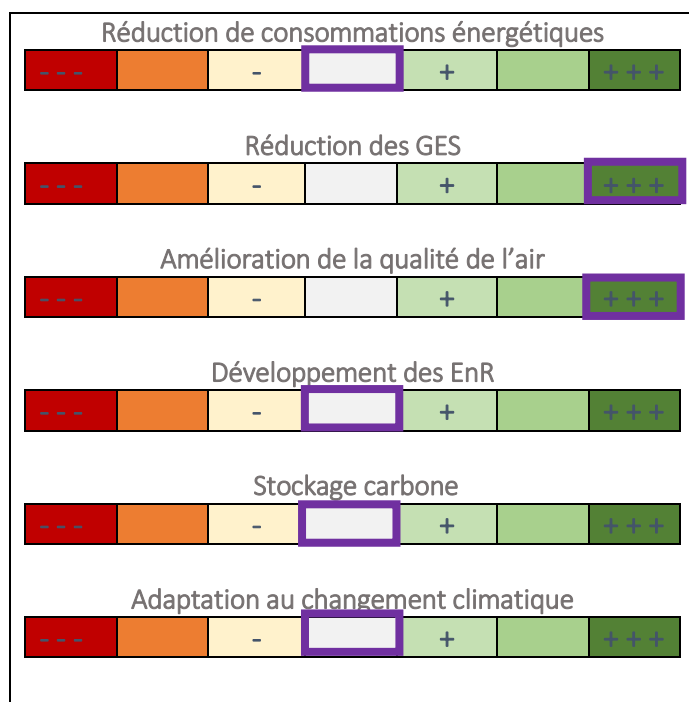 Réduction de consommations énergétiques
- - - - + + + +
Réduction des GES
- - - - + + + +
Amélioration de la qualité de l’air
- - - - + + + +
Développement des EnR
- - - - + + + +
Stockage carbone
- - - - + + + +
Adaptation au changement climatique
- - - - + + + +